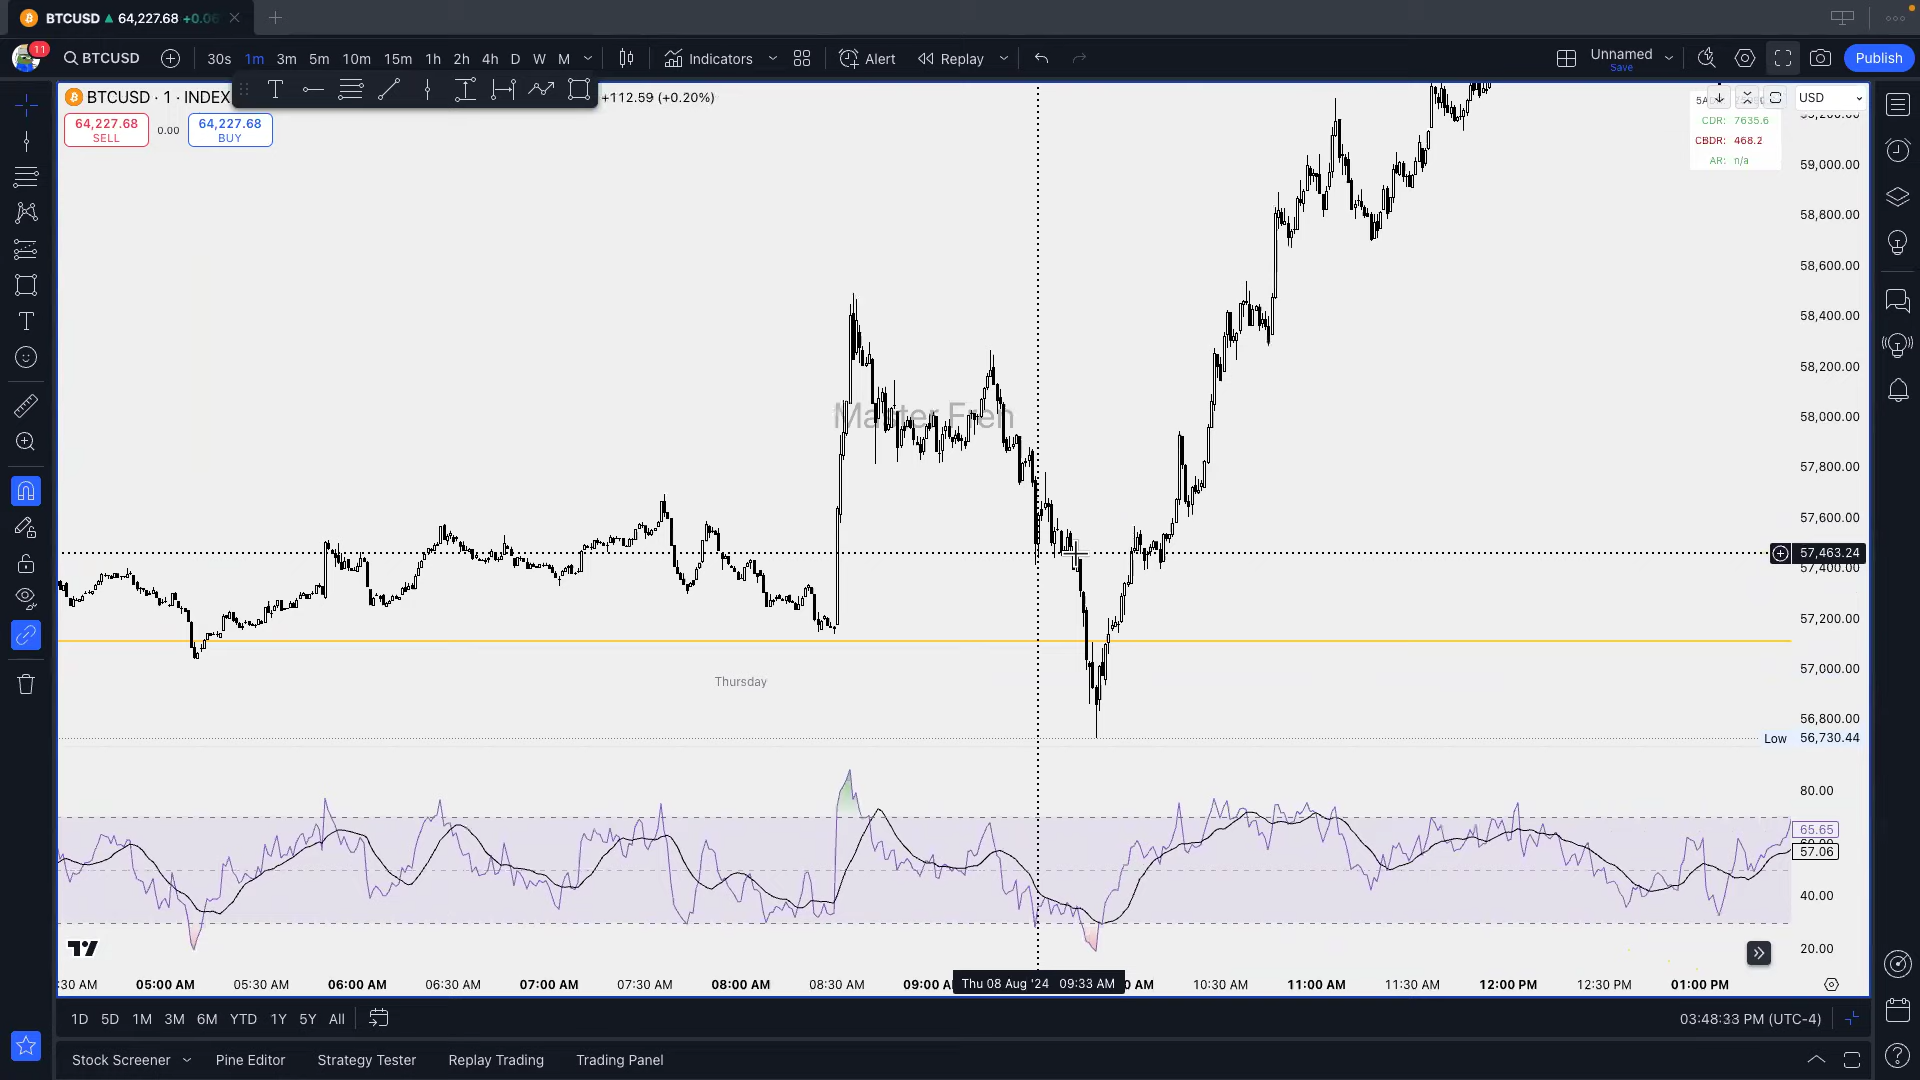 BTCUSD ▲ 64,227.68 +0.06
11
BTCUSD
30s 1m 3m 5m 10m 15m 1h 2h 4h D W M
Indicators
Alert
Replay
Unnamed
Save
Publish
BTCUSD · 1 · INDEX
+112.59 (+0.20%)
64,227.68
SELL
0.00
64,227.68
BUY
USD
CDR: 7635.6
CBDR: 468.2
AR: n/a
59,000.00
58,800.00
58,600.00
58,400.00
58,200.00
58,000.00
57,800.00
57,600.00
57,463.24
57,400.00
57,200.00
57,000.00
56,800.00
Low 56,730.44
Thursday
80.00
65.65
57.06
40.00
20.00
:30 AM 05:00 AM 05:30 AM 06:00 AM 06:30 AM 07:00 AM 07:30 AM 08:00 AM 08:30 AM 09:00 A Thu 08 Aug '24 09:33 AM 0 AM 10:30 AM 11:00 AM 11:30 AM 12:00 PM 12:30 PM 01:00 PM
1D 5D 1M 3M 6M YTD 1Y 5Y All
03:48:33 PM (UTC-4)
Stock Screener Pine Editor Strategy Tester Replay Trading Trading Panel